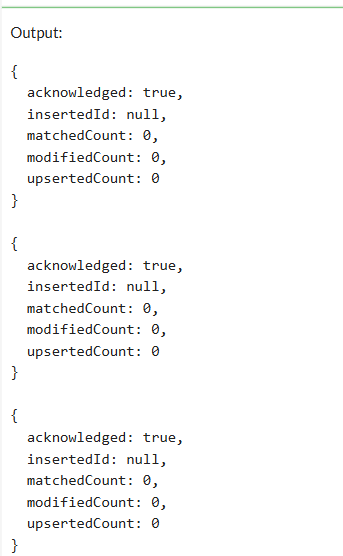 Output:
{
  acknowledged: true,
  insertedId: null,
  matchedCount: 0,
  modifiedCount: 0,
  upsertedCount: 0
}
{
  acknowledged: true,
  insertedId: null,
  matchedCount: 0,
  modifiedCount: 0,
  upsertedCount: 0
}
{
  acknowledged: true,
  insertedId: null,
  matchedCount: 0,
  modifiedCount: 0,
  upsertedCount: 0
}